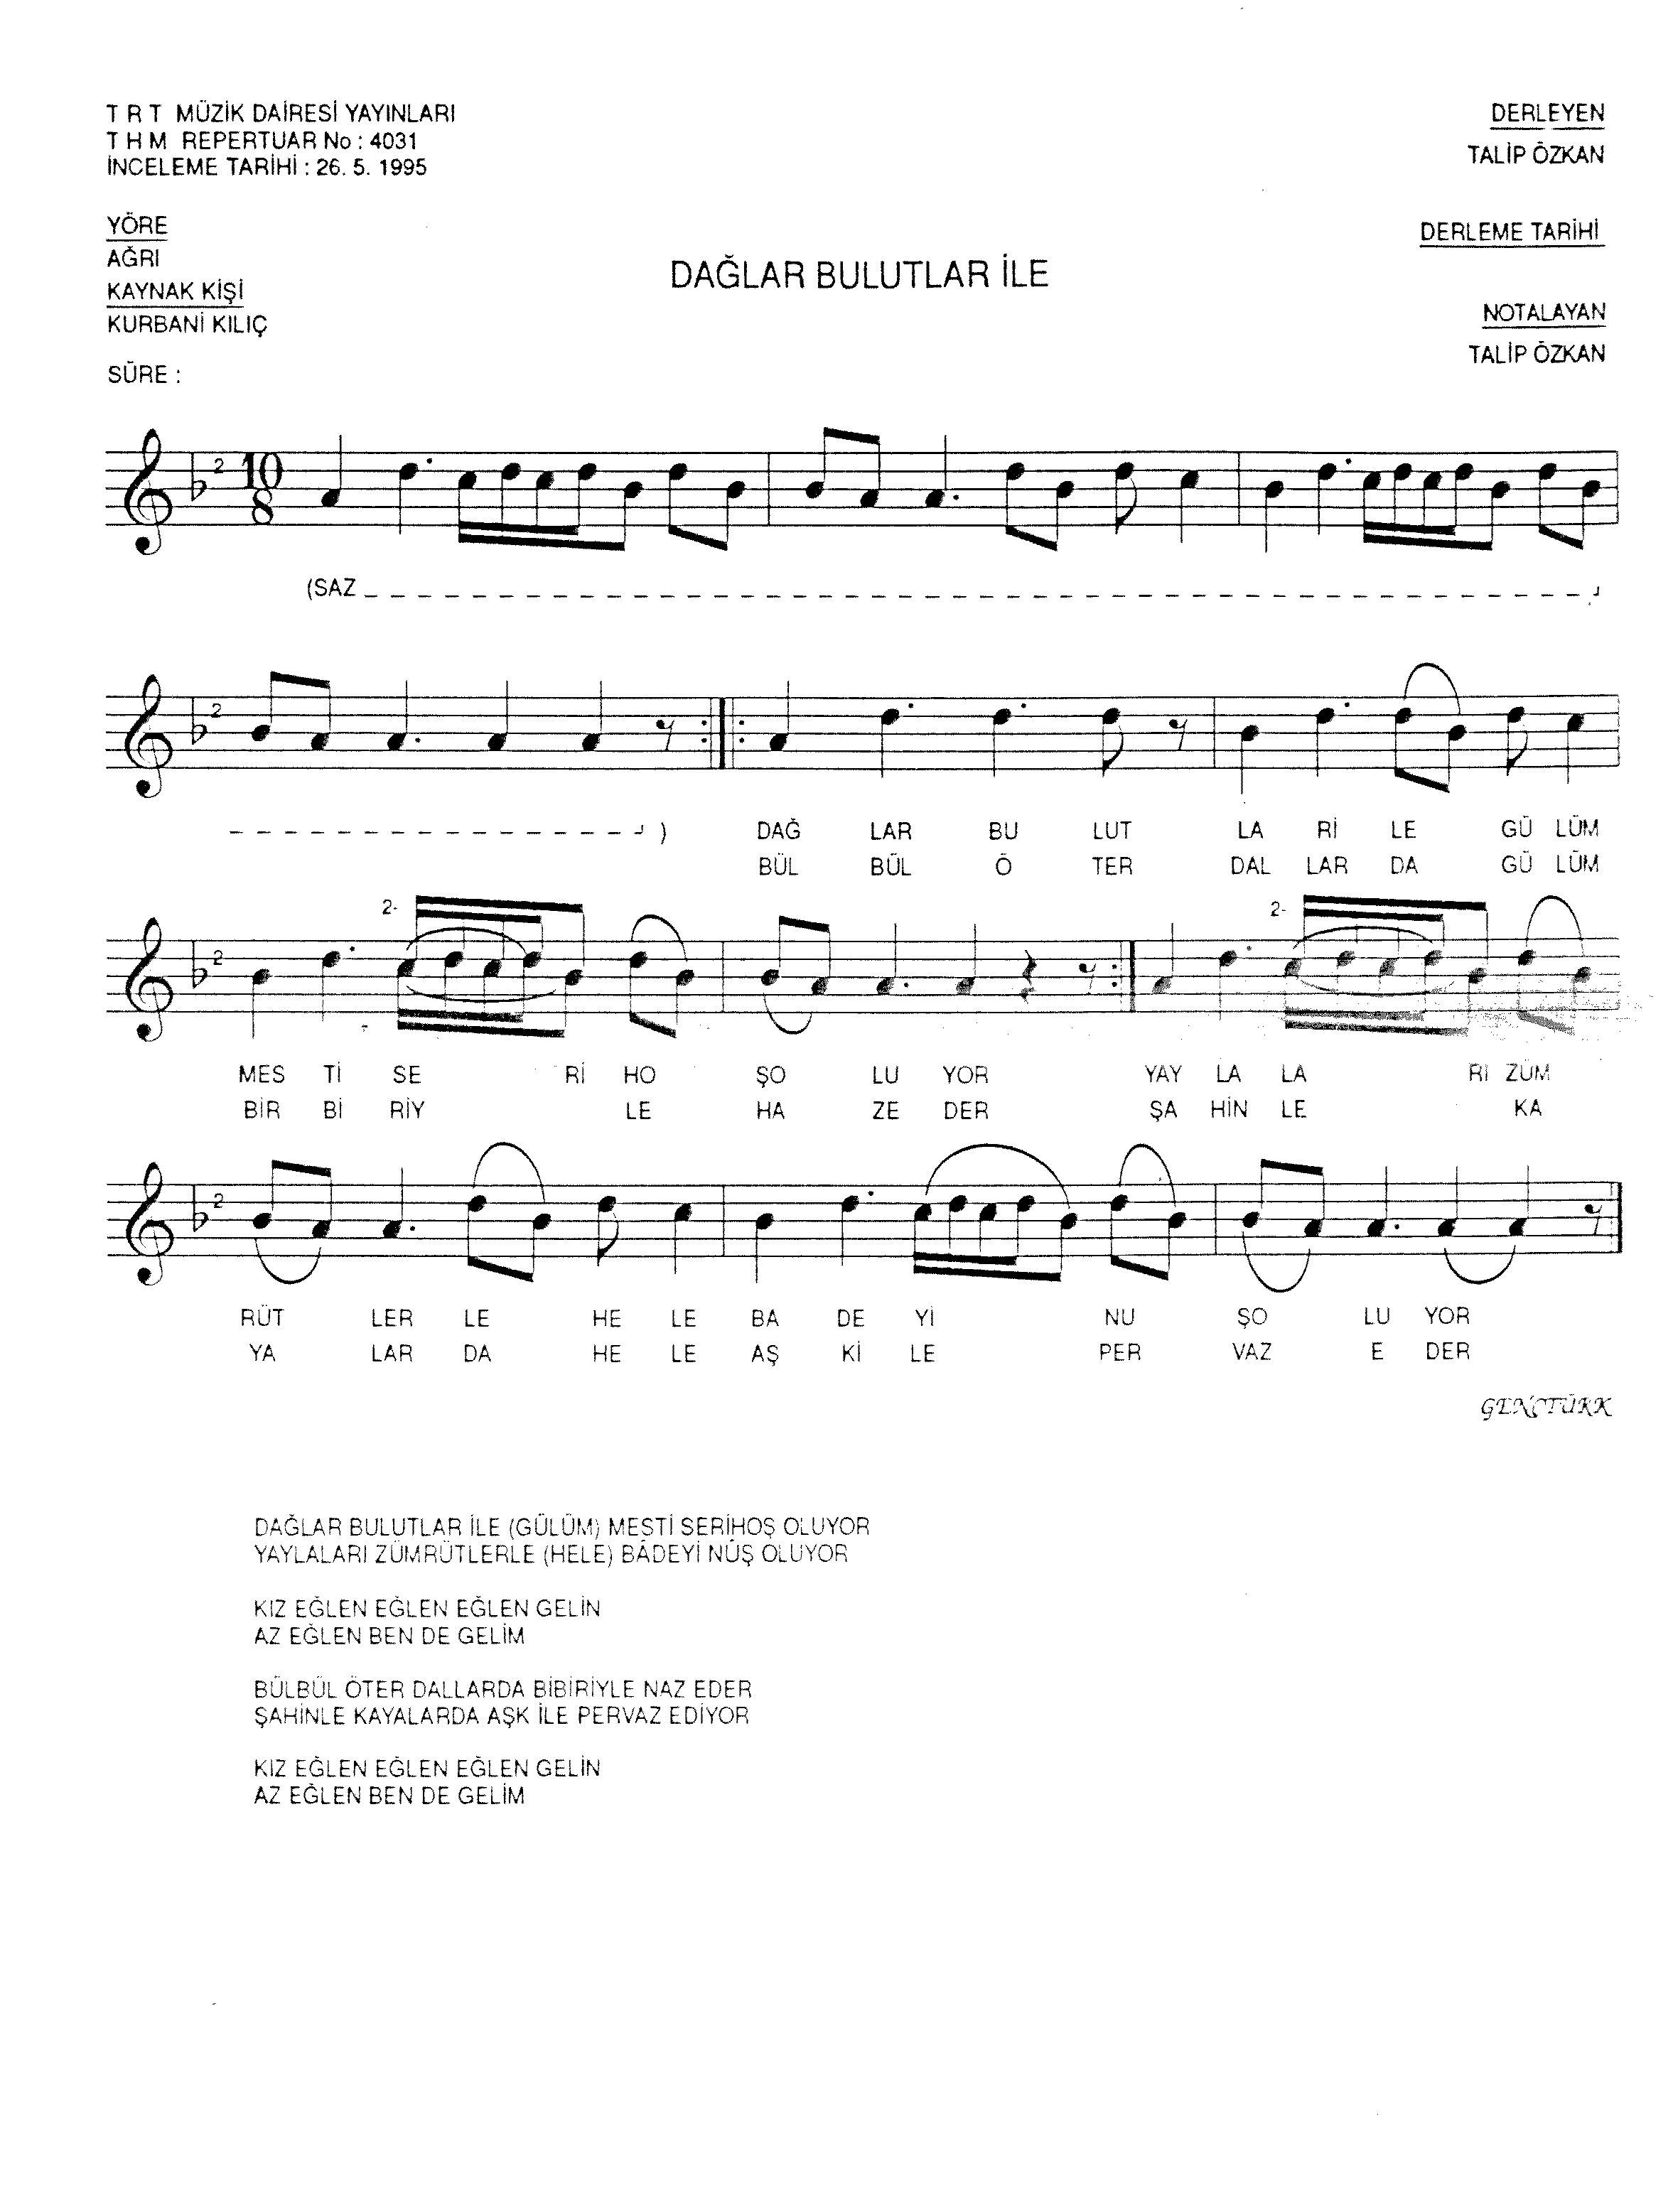 T R T MÜZİK DAİRESİ YAYINLARI
T H M REPERTUAR No : 4031
İNCELEME TARİHİ : 26. 5. 1995
DERLEYEN
TALİP ÖZKAN
YÖRE
AĞRI
KAYNAK KİŞİ
KURBANİ KILIÇ
SÜRE :
DERLEME TARİHİ
DAĞLAR BULUTLAR İLE
NOTALAYAN
TALİP ÖZKAN
2 10 8
(SAZ
2
)
DAĞ LAR BU LUT LA Rİ LE GÜ LÜM
BÜL BÜL Ö TER DAL LAR DA GÜ LÜM
2 2- 2-
MES Tİ SE Rİ HO ŞO LU YOR YAY LA LA RI ZÜM
BİR Bİ RİY LE HA ZE DER ŞA HİN LE KA
2
RÜT LER LE HE LE BA DE Yİ NU ŞO LU YOR
YA LAR DA HE LE AŞ Kİ LE PER VAZ E DER
GENÇTÜRK
DAĞLAR BULUTLAR İLE (GÜLÜM) MESTİ SERİHOŞ OLUYOR
YAYLALARI ZÜMRÜTLERLE (HELE) BÂDEYİ NÛŞ OLUYOR
KIZ EĞLEN EĞLEN EĞLEN GELİN
AZ EĞLEN BEN DE GELİM
BÜLBÜL ÖTER DALLARDA BİBİRİYLE NAZ EDER
ŞAHİNLE KAYALARDA AŞK İLE PERVAZ EDİYOR
KIZ EĞLEN EĞLEN EĞLEN GELİN
AZ EĞLEN BEN DE GELİM